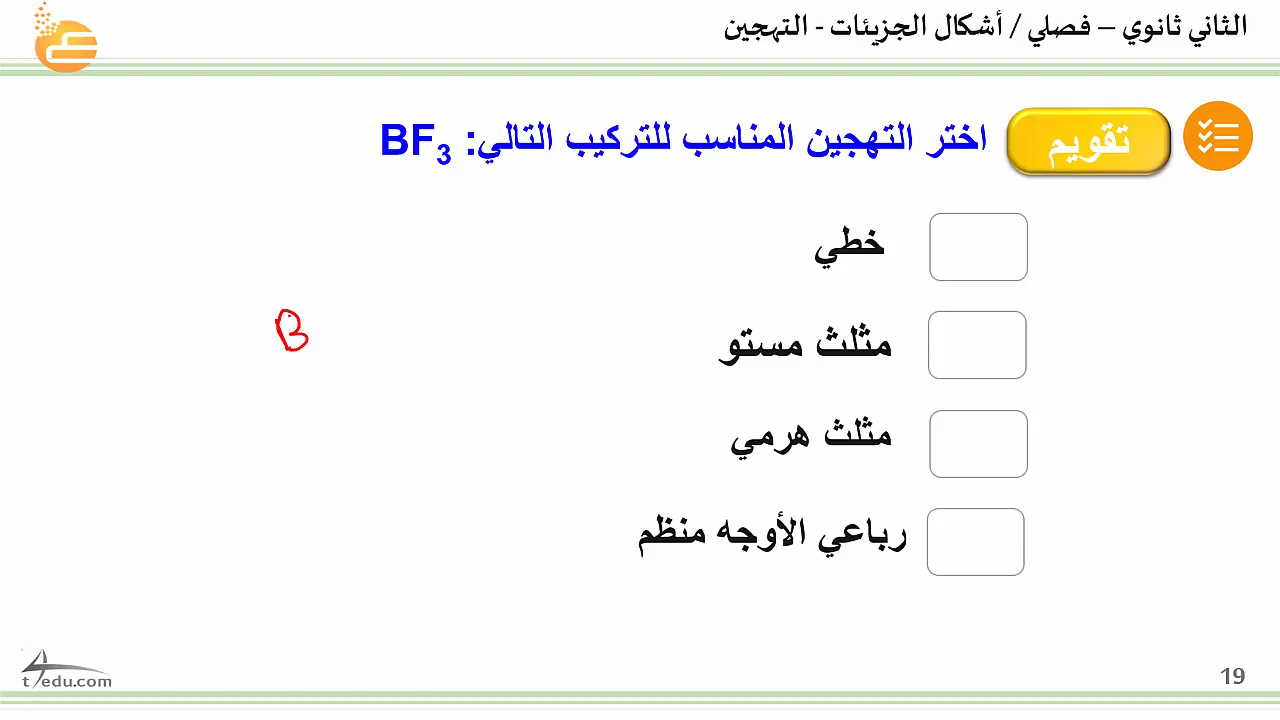 الثاني ثانوي – فصلي / أشكال الجزيئات - التهجين
تقويم
اختر التهجين المناسب للتركيب التالي: BF₃
خطي
مثلث مستو
B
مثلث هرمي
رباعي الأوجه منظم
t4edu.com
19